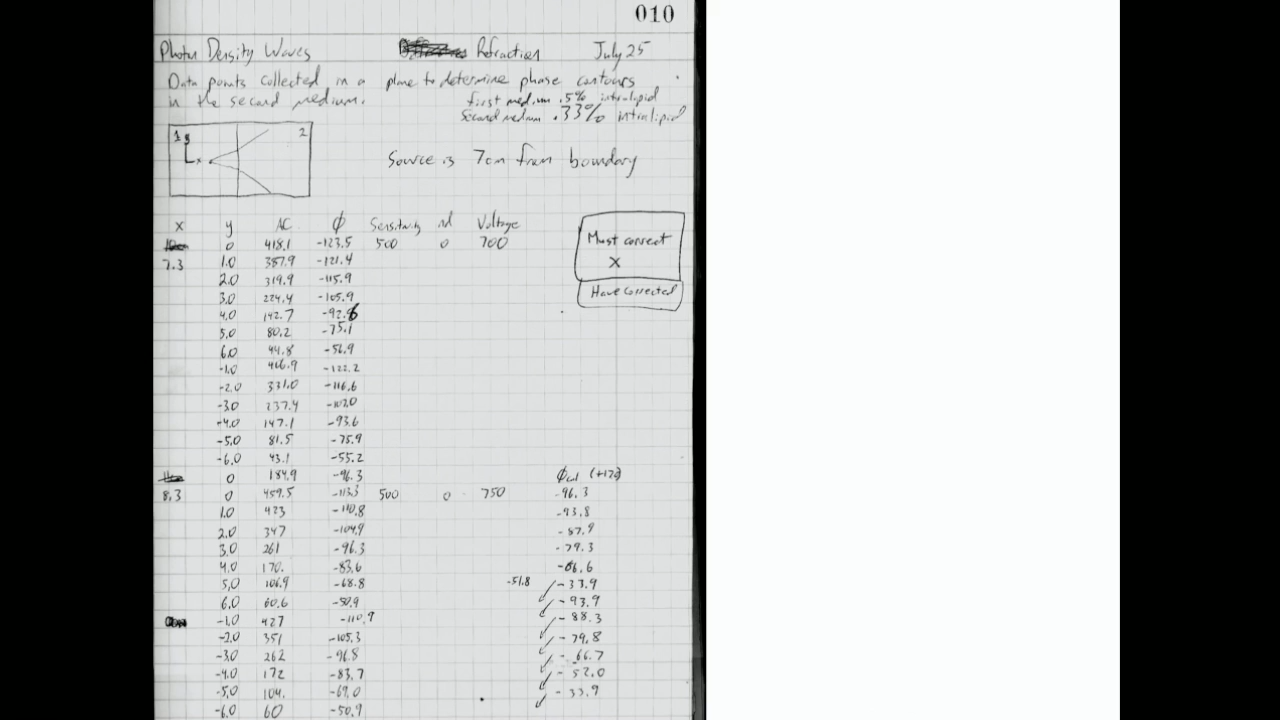 010
Photon Density Waves Refraction July 25
Data points collected in a plane to determine phase contours
in the second medium.
first medium .5% intralipid
second medium .33% intralipid
1 y x 2
Source is 7cm from boundary
x y AC ϕ Sensitivity nd Voltage
0 418.1 -123.5 500 0 700
7.3 1.0 387.9 -121.4
2.0 319.9 -115.9
3.0 224.4 -105.9
4.0 142.7
5.0 80.2 -75.1
6.0 44.8 -56.9
-1.0 -122.2
-2.0 331.0 -116.6
-3.0 237.4 -107.0
-4.0 147.1 -93.6
-5.0 81.5 -75.9
-6.0 43.1 -55.2
Must correct
X
Have corrected
0 184.9 -96.3 ϕcal
8.3 0 459.5 -113.3 500 0 750 -96.3
1.0 423 -110.8 -93.8
2.0 347 -104.9 -87.9
3.0 261 -96.3 -79.3
4.0 170. -83.6 -66.6
5.0 106.9 -68.8 -51.8 -33.9
6.0 60.6 -50.9 -93.9
-1.0 427 -110.9 -88.3
-2.0 351 -105.3 -79.8
-3.0 262 -96.8 -66.7
-4.0 172 -83.7 -52.0
-5.0 104. -69.0 -33.9
-6.0 60 -50.9